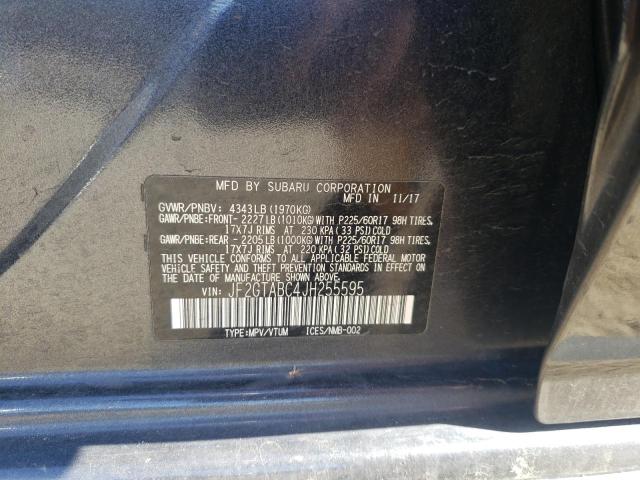 MFD BY SUBARU CORPORATION
MFD IN 11/17
GVWR/PNBV: 4343LB(1970KG)
GAWR/PNBE:FRONT-2227LB(1010KG)WITH P225/60R17 98H TIRES,
17X7J RIMS AT 230 KPA(33 PSI)COLD
GAWR/PNBE:REAR -2205LB(1000KG)WITH P225/60R17 98H TIRES,
17X7J RIMS AT 220 KPA(32 PSI)COLD
THIS VEHICLE CONFORMS TO ALL APPLICABLE FEDERAL MOTOR
VEHICLE SAFETY AND THEFT PREVENTION STANDARDS IN EFFECT ON THE
DATE OF MANUFACTURE SHOWN ABOVE.
VIN: JF2GTABC4JH255595
TYPE:MPV/VTUM ICES/NMB-002